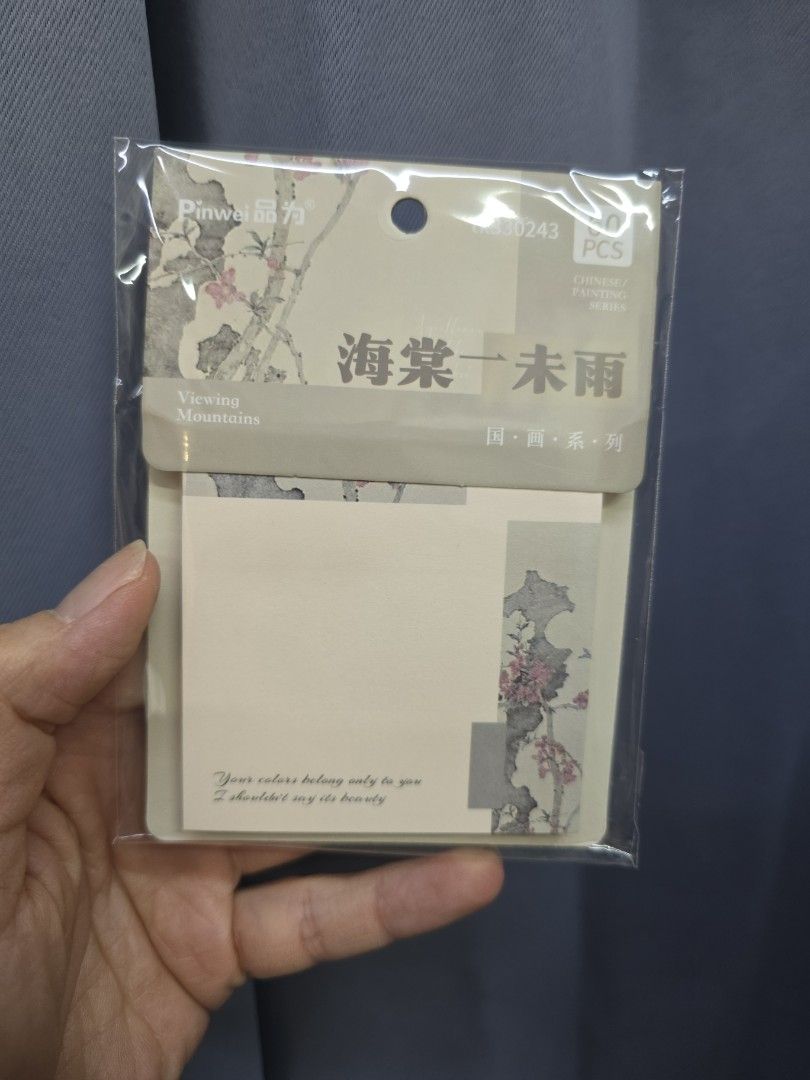 Pinwei品为®
PCS
CHINESE/
PAINTING
SERIES
海棠一未雨
Viewing
Mountains
国·画·系·列
Your colors belong only to you
I shouldn't say its beauty